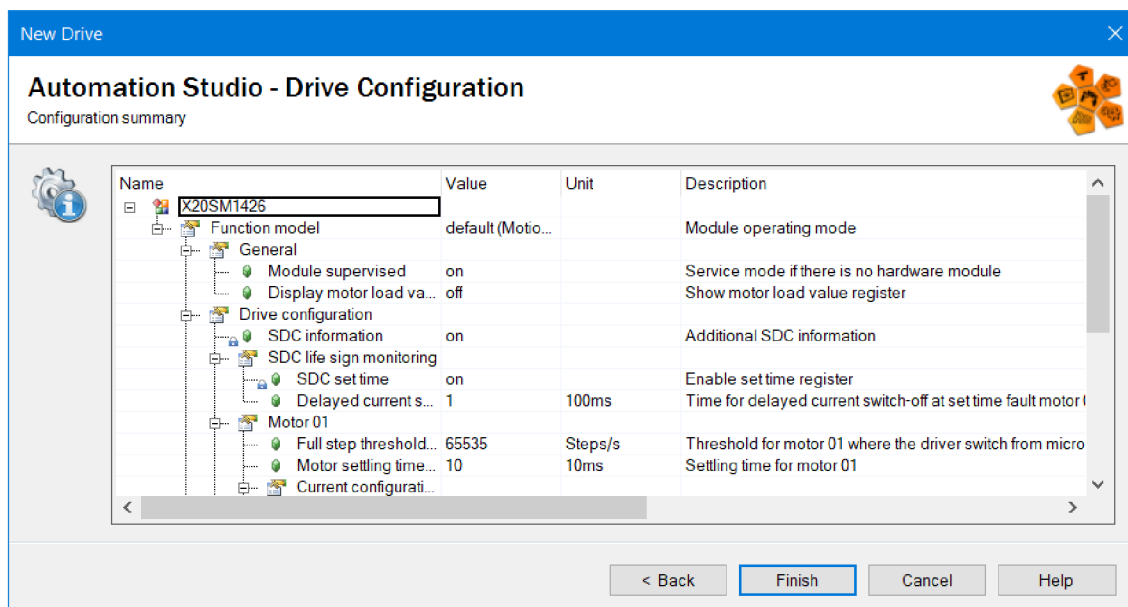 New Drive
Automation Studio - Drive Configuration
Configuration summary
Name Value Unit Description
X20SM1426
Function model default (Motio... Module operating mode
General
Module supervised on Service mode if there is no hardware module
Display motor load va... off Show motor load value register
Drive configuration
SDC information on Additional SDC information
SDC life sign monitoring
SDC set time on Enable set time register
Delayed current s... 1 100ms Time for delayed current switch-off at set time fault motor
Motor 01
Full step threshold... 65535 Steps/s Threshold for motor 01 where the driver switch from micro
Motor settling time... 10 10ms Settling time for motor 01
Current configurati...
< Back Finish Cancel Help